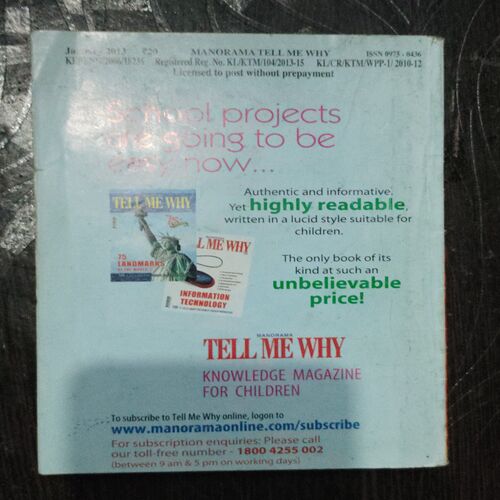 2013 ₹20 MANORAMA TELL ME WHY ISSN 0975 - 0436
Registered Reg. No. KL/KTM/104/2013-15 KL/CR/KTM/WPP-1/ 2010-12
Licensed to post without prepayment
School projects
are going to be
easy now...
Authentic and informative.
Yet highly readable,
written in a lucid style suitable for
children.
TELL ME WHY
75
LANDMARKS
L ME WHY
INFORMATION
TECHNOLOGY
The only book of its
kind at such an
unbelievable
price!
MANORAMA
TELL ME WHY
KNOWLEDGE MAGAZINE
FOR CHILDREN
To subscribe to Tell Me Why online, logon to
www.manoramaonline.com/subscribe
For subscription enquiries: Please call
our toll-free number - 1800 4255 002
(between 9 am & 5 pm on working days)